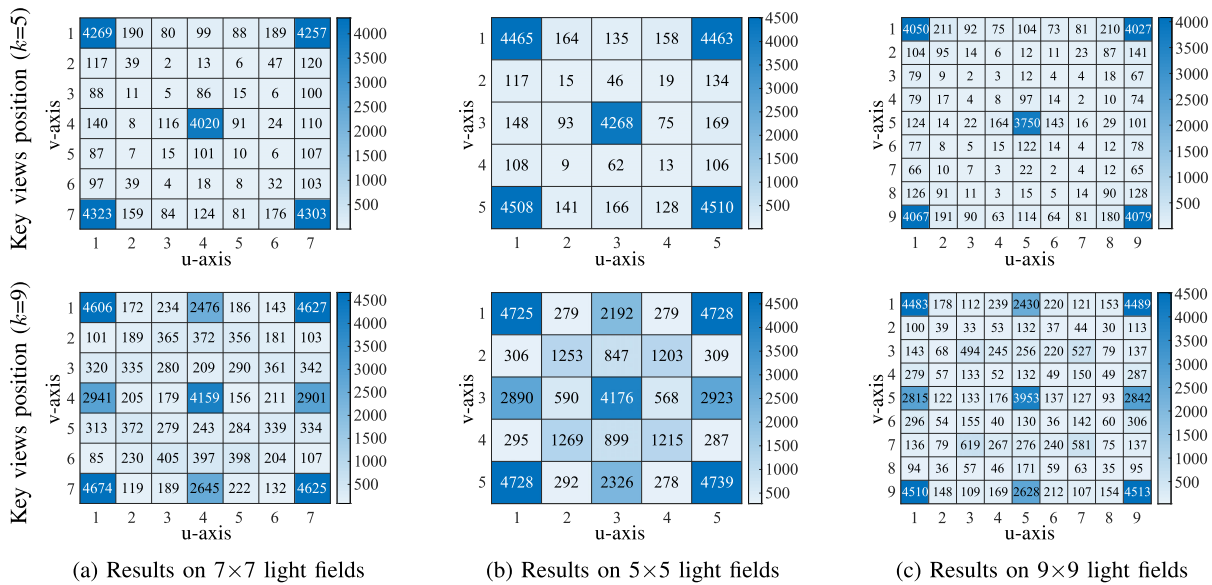 Key views position (k=5)
v-axis
1 4269 190 80 99 88 189 4257
2 117 39 2 13 6 47 120
3 88 11 5 86 15 6 100
4 140 8 116 4020 91 24 110
5 87 7 15 101 10 6 107
6 97 39 4 18 8 32 103
7 4323 159 84 124 81 176 4303
1 2 3 4 5 6 7
u-axis
4000
3500
3000
2500
2000
1500
1000
500
v-axis
1 4465 164 135 158 4463
2 117 15 46 19 134
3 148 93 4268 75 169
4 108 9 62 13 106
5 4508 141 166 128 4510
1 2 3 4 5
u-axis
4500
4000
3500
3000
2500
2000
1500
1000
500
v-axis
1 4050 211 92 75 104 73 81 210 4027
2 104 95 14 6 12 11 23 87 141
3 79 9 2 3 12 4 4 18 67
4 79 17 4 8 97 14 2 10 74
5 124 14 22 164 3750 143 16 29 101
6 77 8 5 15 122 14 4 12 78
7 66 10 7 3 22 2 4 12 65
8 126 91 11 3 15 5 14 90 128
9 4067 191 90 63 114 64 81 180 4079
1 2 3 4 5 6 7 8 9
u-axis
4000
3500
3000
2500
2000
1500
1000
500
Key views position (k=9)
v-axis
1 4606 172 234 2476 186 143 4627
2 101 189 365 372 356 181 103
3 320 335 280 209 290 361 342
4 2941 205 179 4159 156 211 2901
5 313 372 279 243 284 339 334
6 85 230 405 397 398 204 107
7 4674 119 189 2645 222 132 4625
1 2 3 4 5 6 7
u-axis
4500
4000
3500
3000
2500
2000
1500
1000
500
v-axis
1 4725 279 2192 279 4728
2 306 1253 847 1203 309
3 2890 590 4176 568 2923
4 295 1269 899 1215 287
5 4728 292 2326 278 4739
1 2 3 4 5
u-axis
4500
4000
3500
3000
2500
2000
1500
1000
500
v-axis
1 4483 178 112 239 2430 220 121 153 4489
2 100 39 33 53 132 37 44 30 113
3 143 68 494 245 256 220 527 79 137
4 279 57 133 52 132 49 150 49 287
5 2815 122 133 176 3953 137 127 93 2842
6 296 54 155 40 130 36 142 60 306
7 136 79 619 267 276 240 581 75 137
8 94 36 57 46 171 59 63 35 95
9 4510 148 109 169 2628 212 107 154 4513
1 2 3 4 5 6 7 8 9
u-axis
4500
4000
3500
3000
2500
2000
1500
1000
500
(a) Results on 7×7 light fields
(b) Results on 5×5 light fields
(c) Results on 9×9 light fields